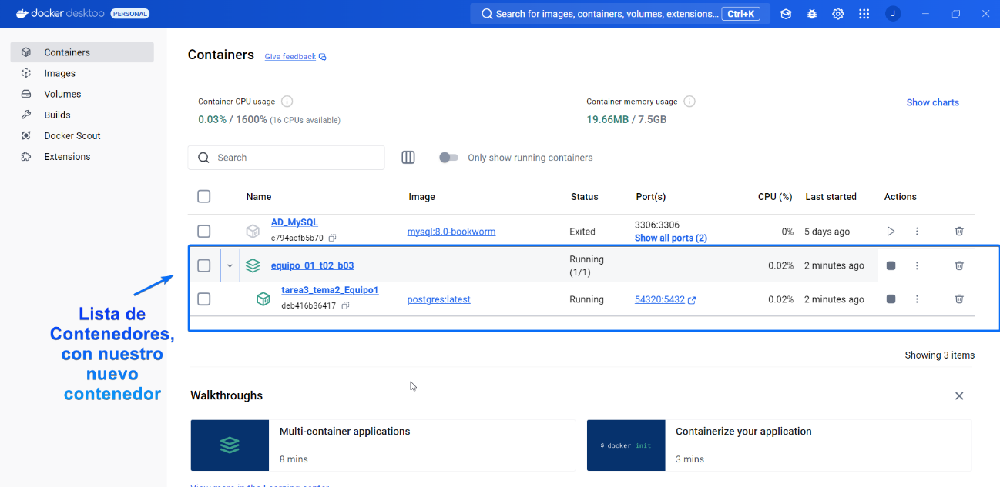 docker desktop PERSONAL
Search for images, containers, volumes, extensions... Ctrl+K
J
Containers
Images
Volumes
Builds
Docker Scout
Extensions
Containers Give feedback
Container CPU usage
0.03% / 1600% (16 CPUs available)
Container memory usage
19.66MB / 7.5GB
Show charts
Search
Only show running containers
Name Image Status Port(s) CPU (%) Last started Actions
AD_MySQL
e794acfb5b70
mysql:8.0-bookworm
Exited
3306:3306
Show all ports (2)
0%
5 days ago
equipo_01_t02_b03
Running
(1/1)
0.02%
2 minutes ago
tarea3_tema2_Equipo1
deb416b36417
postgres:latest
Running
54320:5432
0.02%
2 minutes ago
Lista de
Contenedores,
con nuestro
nuevo
contenedor
Showing 3 items
Walkthroughs
Multi-container applications
8 mins
$ docker init
Containerize your application
3 mins
View more in the Learning center